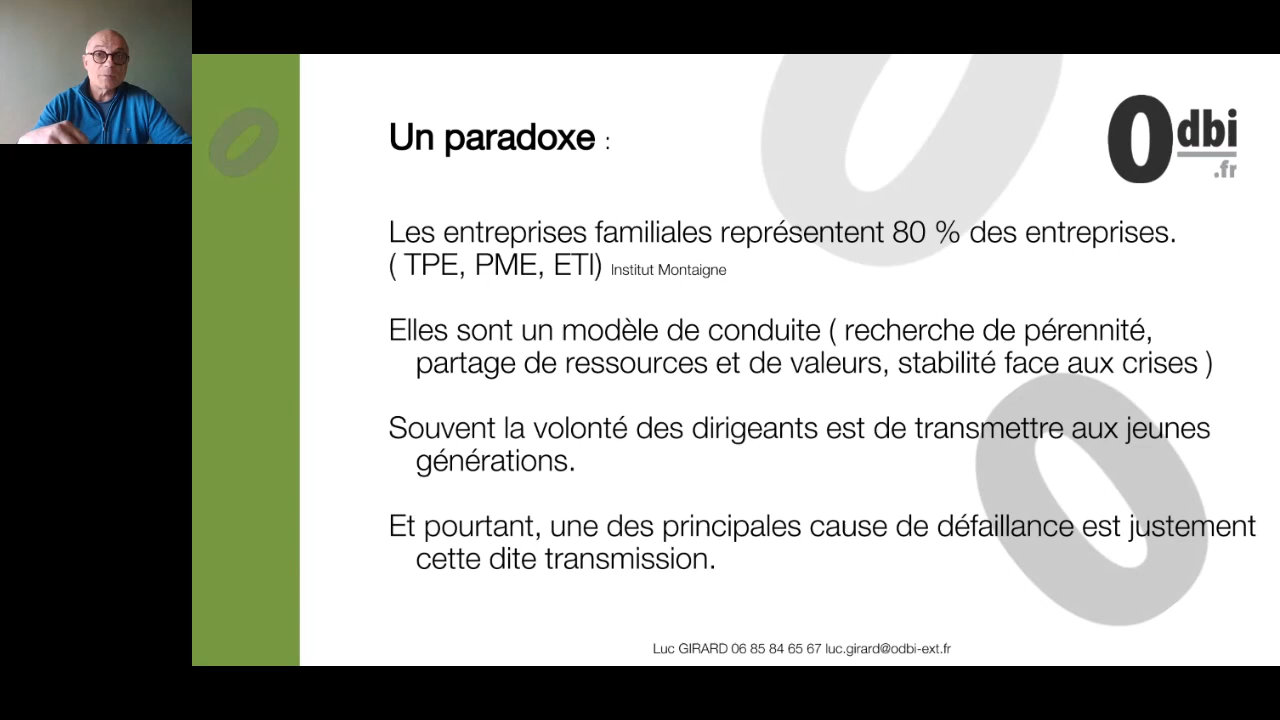 Un paradoxe :
Odbi
.fr
Les entreprises familiales représentent 80 % des entreprises.
( TPE, PME, ETI) Institut Montaigne
Elles sont un modèle de conduite ( recherche de pérennité,
partage de ressources et de valeurs, stabilité face aux crises )
Souvent la volonté des dirigeants est de transmettre aux jeunes
générations.
Et pourtant, une des principales cause de défaillance est justement
cette dite transmission.
Luc GIRARD 06 85 84 65 67 luc.girard@odbi-ext.fr